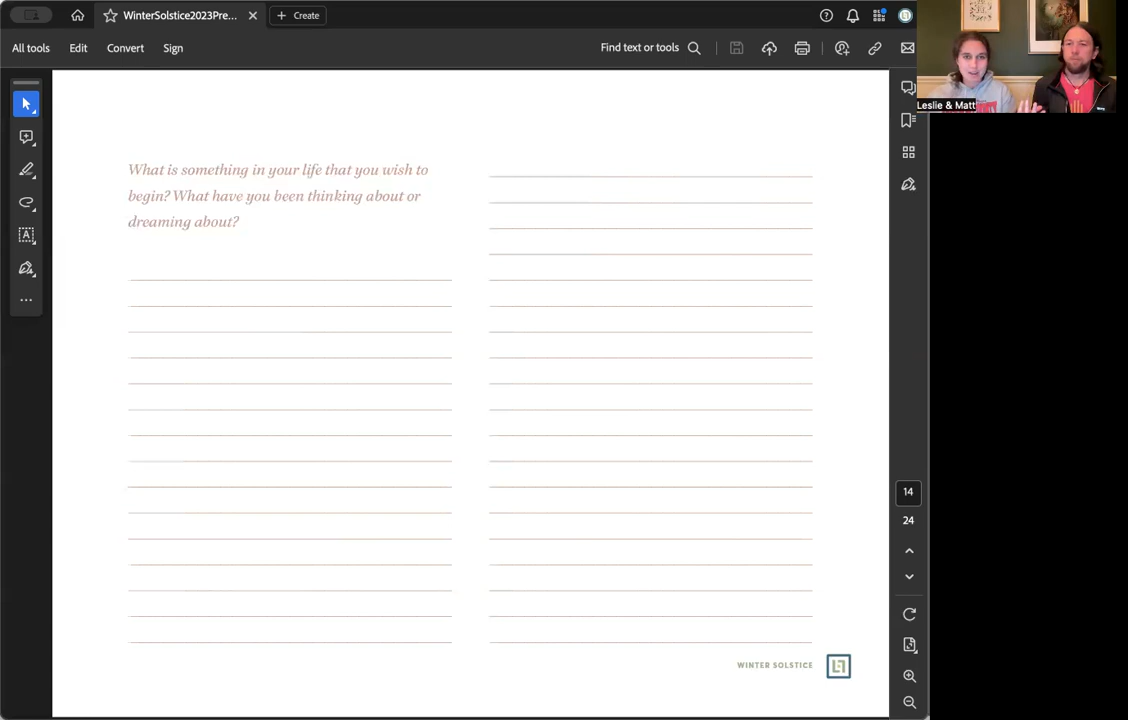 WinterSolstice2023Pre...
Create
All tools
Edit
Convert
Sign
Find text or tools
Leslie & Matt
What is something in your life that you wish to
begin? What have you been thinking about or
dreaming about?
14
24
WINTER SOLSTICE